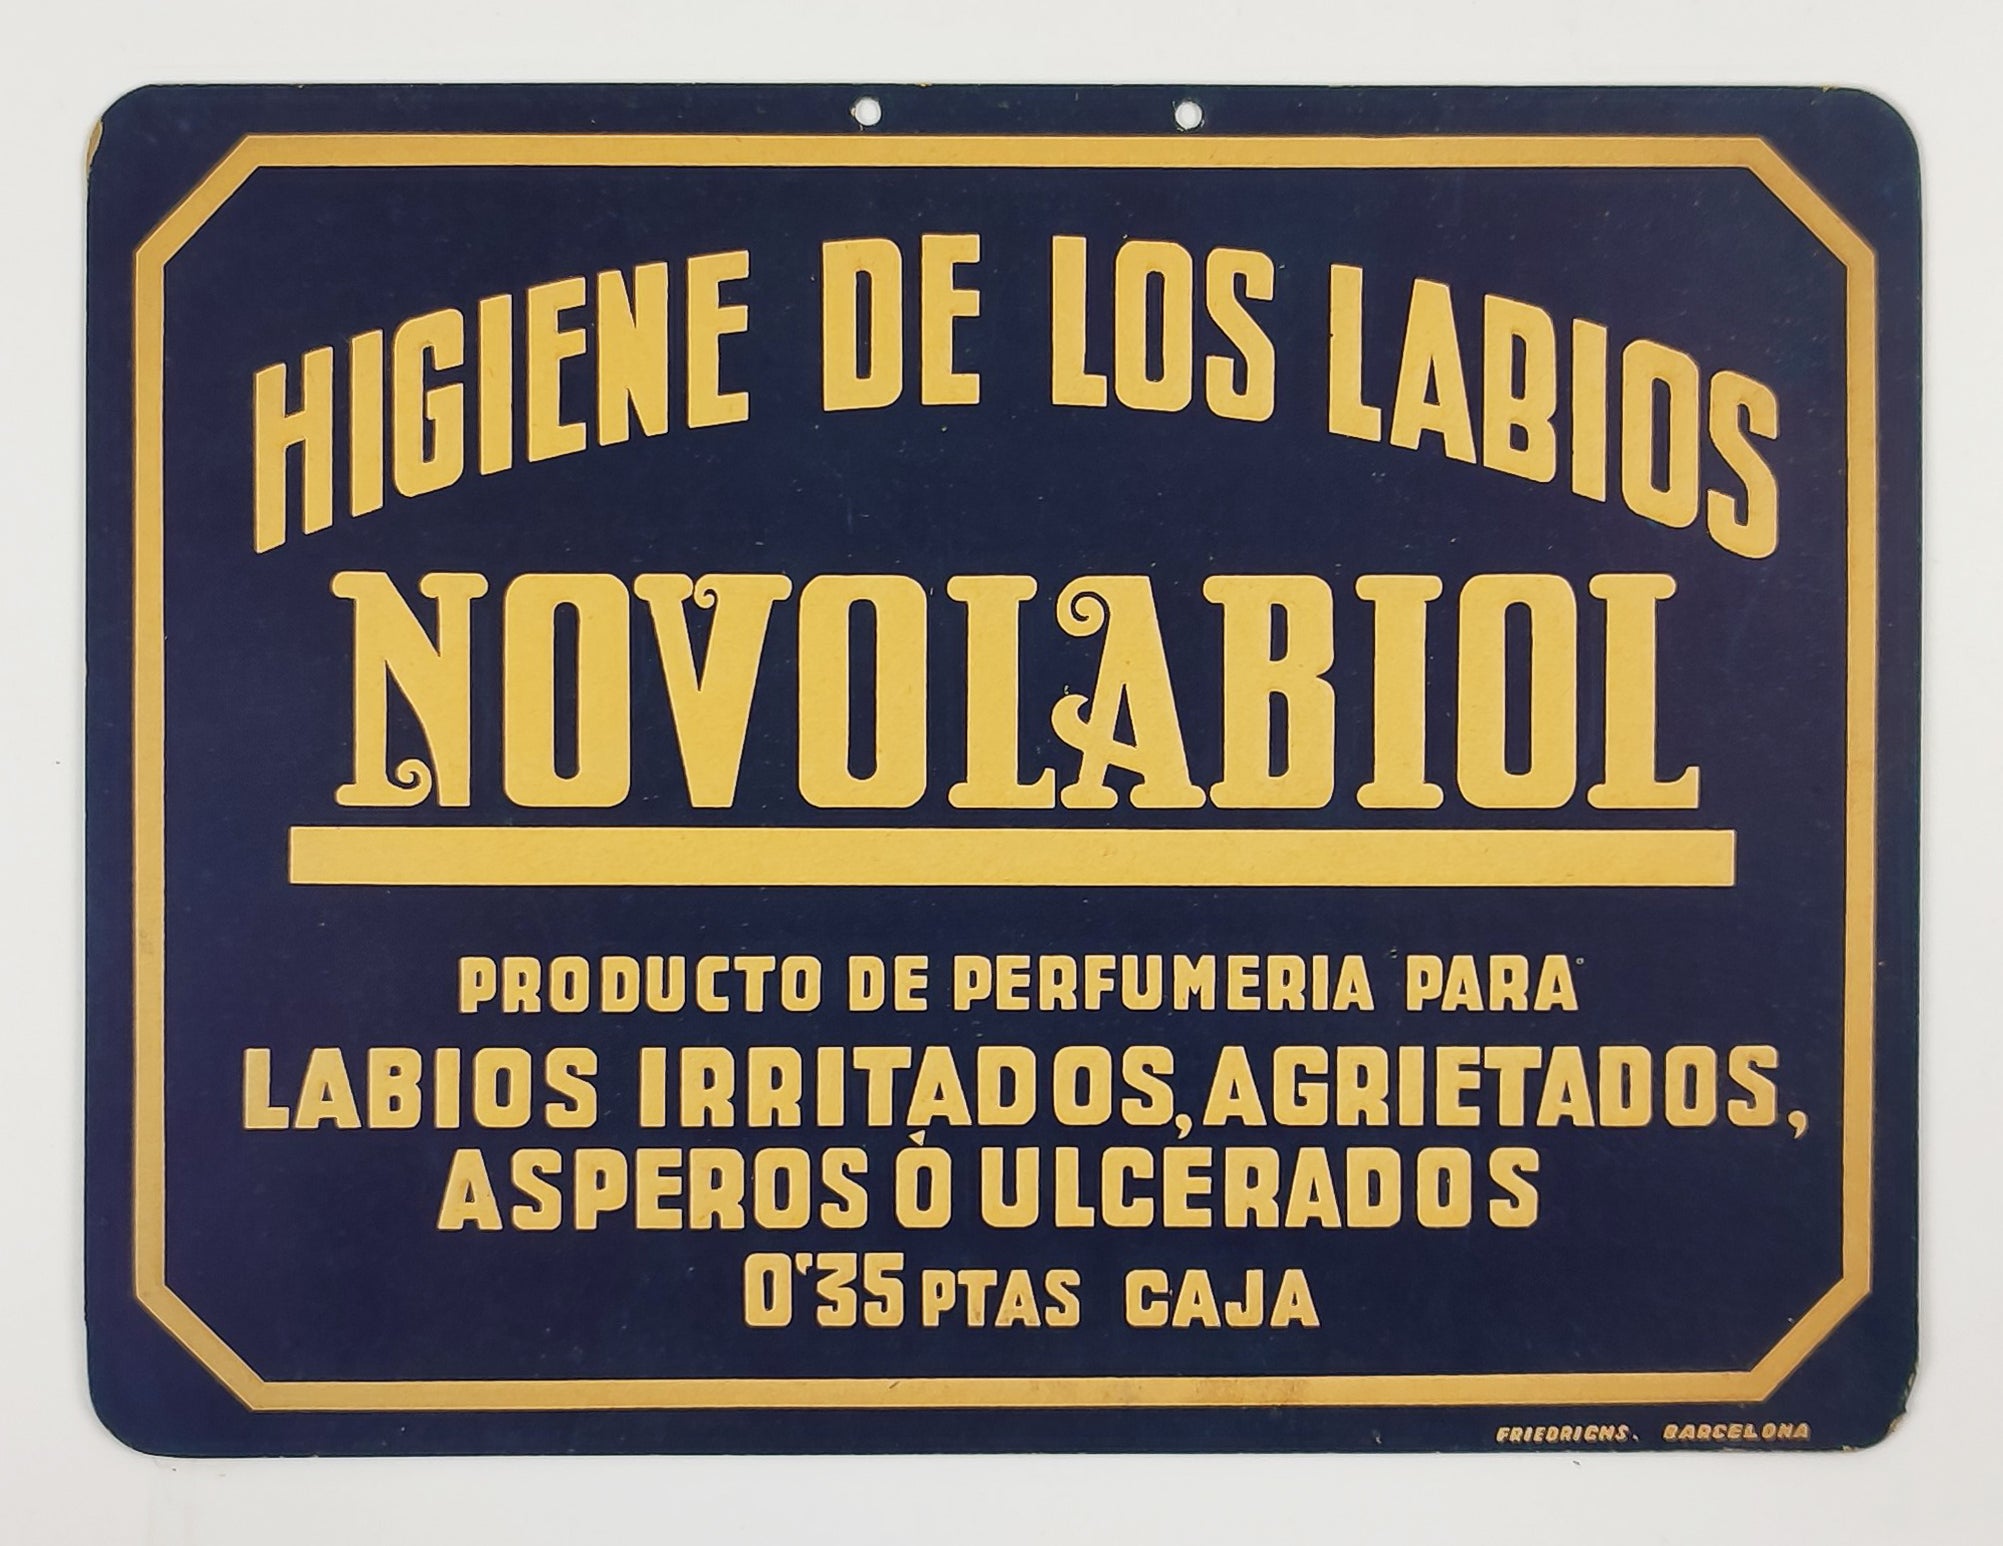 HIGIENE DE LOS LABIOS
NOVOLABIOL
PRODUCTO DE PERFUMERIA PARA
LABIOS IRRITADOS, AGRIETADOS,
ASPEROS Ó ULCERADOS
0'35 PTAS CAJA
FRIEDRICHS. BARCELONA